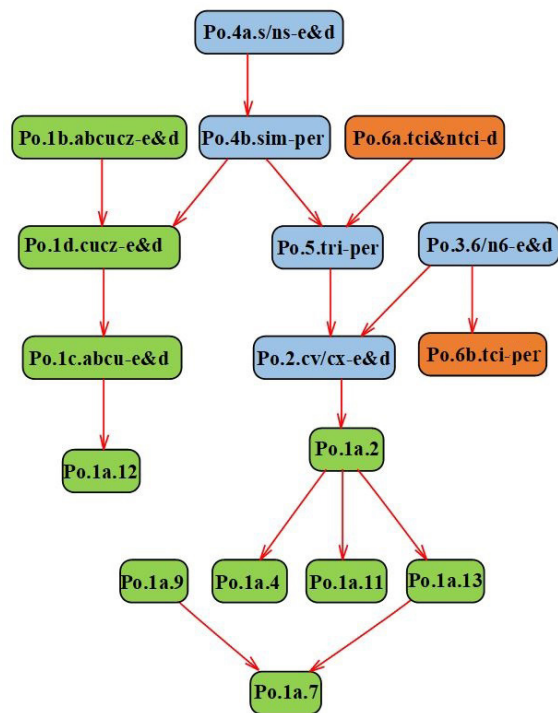 Po.4a.s/ns-e&d
Po.1b.abcucz-e&d
Po.4b.sim-per
Po.6a.tci&ntci-d
Po.1d.cucz-e&d
Po.5.tri-per
Po.3.6/n6-e&d
Po.1c.abcu-e&d
Po.2.cv/cx-e&d
Po.6b.tci-per
Po.1a.2
Po.1a.12
Po.1a.9
Po.1a.4
Po.1a.11
Po.1a.13
Po.1a.7